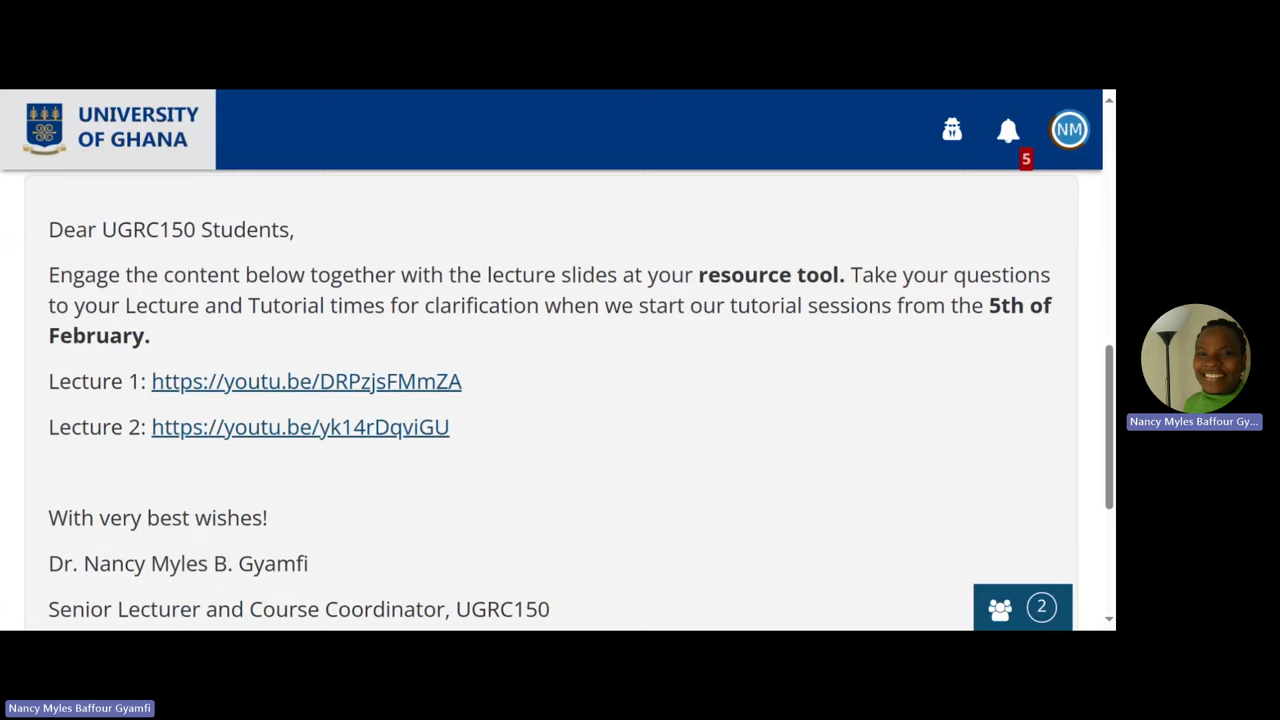 UNIVERSITY
OF GHANA
NM
5
Dear UGRC150 Students,
Engage the content below together with the lecture slides at your resource tool. Take your questions
to your Lecture and Tutorial times for clarification when we start our tutorial sessions from the 5th of
February.
Lecture 1: https://youtu.be/DRPzjsFMmZA
Lecture 2: https://youtu.be/yk14rDqviGU
With very best wishes!
Dr. Nancy Myles B. Gyamfi
Senior Lecturer and Course Coordinator, UGRC150
2
Nancy Myles Baffour Gy...
Nancy Myles Baffour Gyamfi